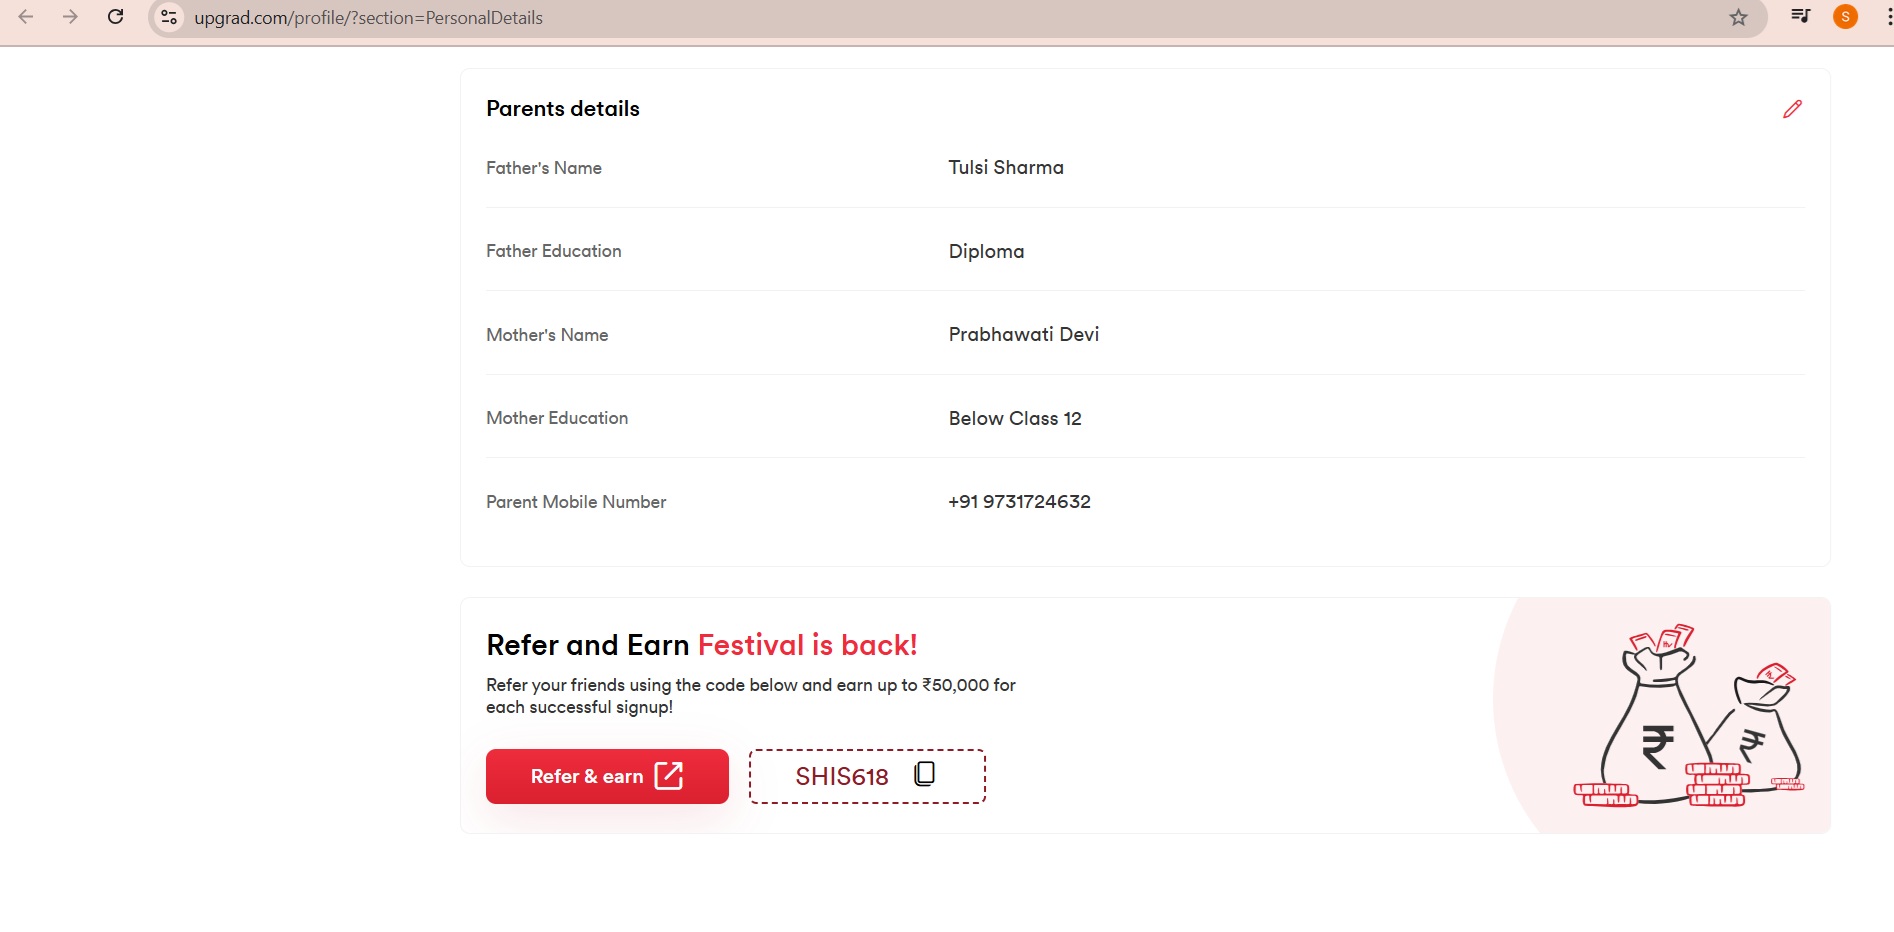 upgrad.com/profile/?section=PersonalDetails
S
Parents details
Father's Name Tulsi Sharma
Father Education Diploma
Mother's Name Prabhawati Devi
Mother Education Below Class 12
Parent Mobile Number +91 9731724632
Refer and Earn Festival is back!
Refer your friends using the code below and earn up to ₹50,000 for
each successful signup!
Refer & earn
SHIS618
₹
₹